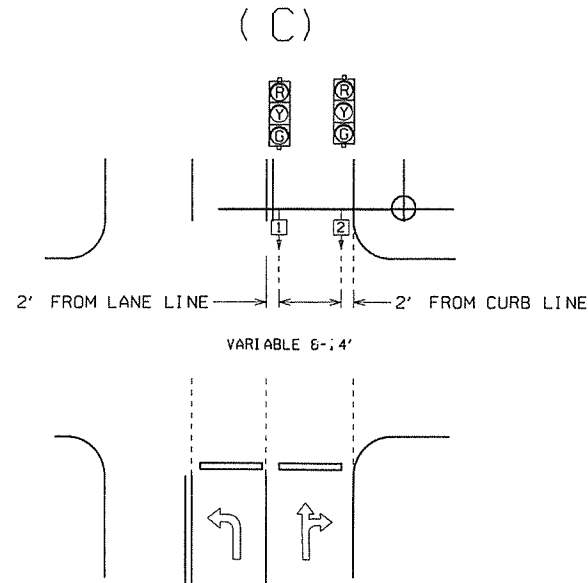 (C)
R R
Y Y
G G
1 2
2' FROM LANE LINE 2' FROM CURB LINE
VARIABLE